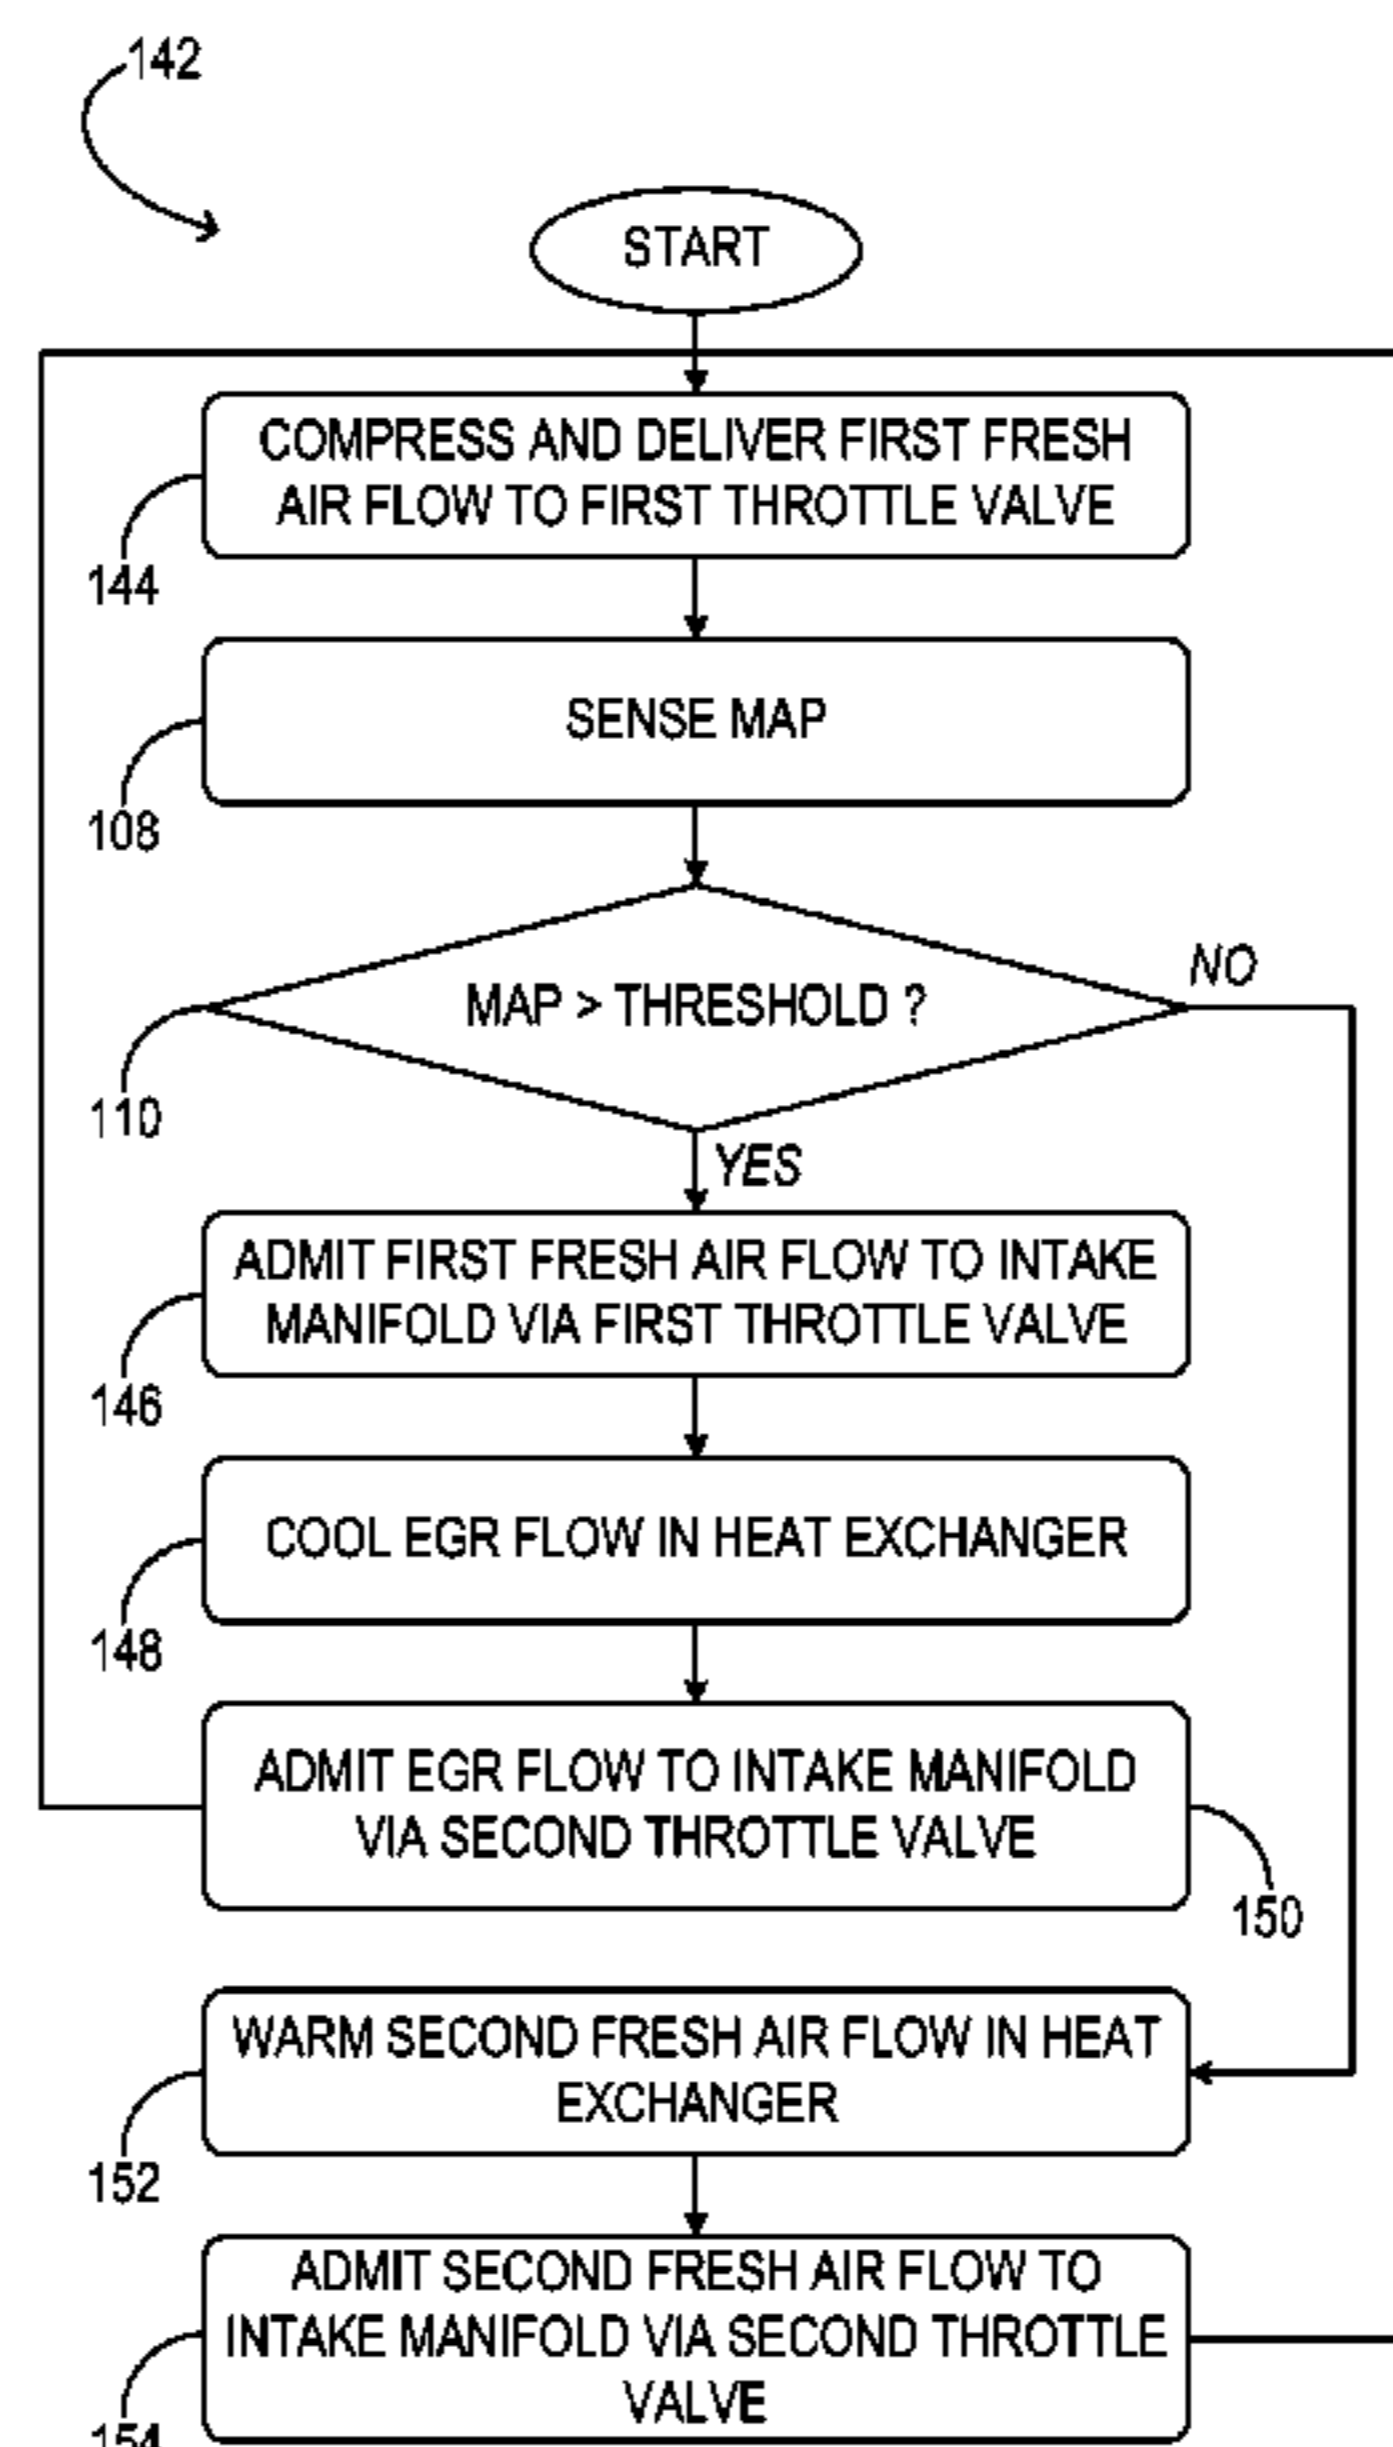 142
START
COMPRESS AND DELIVER FIRST FRESH
AIR FLOW TO FIRST THROTTLE VALVE
144
SENSE MAP
108
MAP > THRESHOLD ?
NO
110
YES
ADMIT FIRST FRESH AIR FLOW TO INTAKE
MANIFOLD VIA FIRST THROTTLE VALVE
146
COOL EGR FLOW IN HEAT EXCHANGER
148
ADMIT EGR FLOW TO INTAKE MANIFOLD
VIA SECOND THROTTLE VALVE
150
WARM SECOND FRESH AIR FLOW IN HEAT
EXCHANGER
152
ADMIT SECOND FRESH AIR FLOW TO
INTAKE MANIFOLD VIA SECOND THROTTLE
VALVE
154